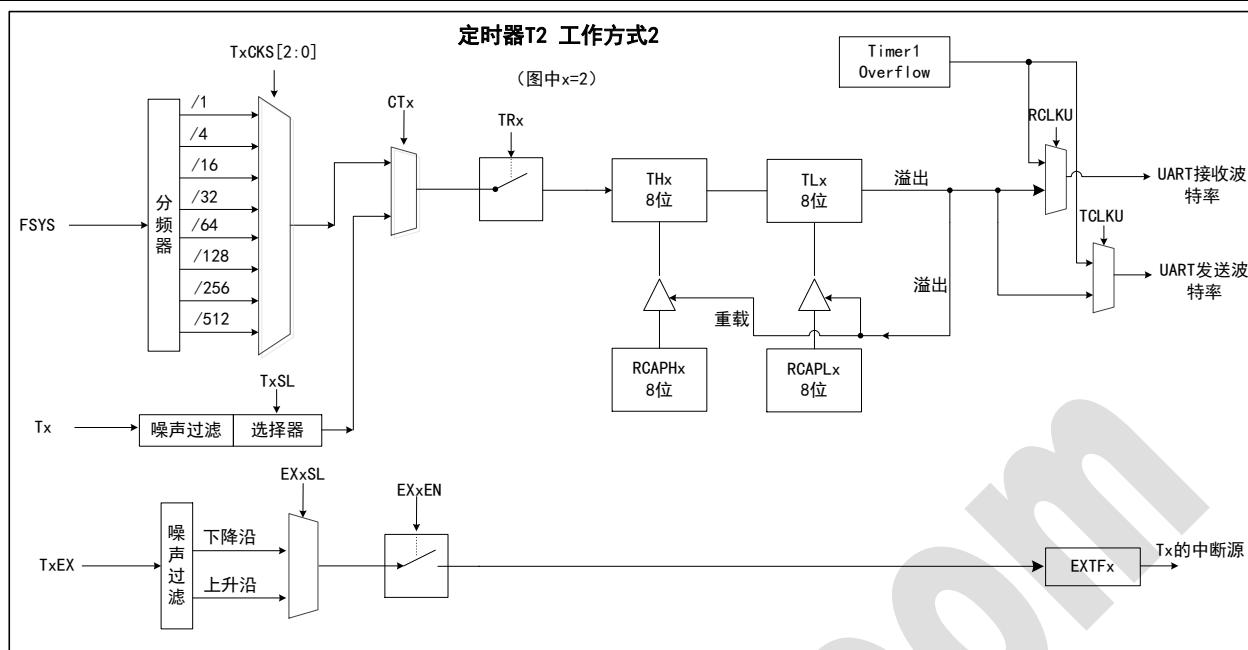 定时器T2 工作方式2
（图中x=2）
TxCKS[2:0]
Timer1
Overflow
CTx
TRx
RCLKU
/1
/4
/16
/32
/64
/128
/256
/512
分
频
器
FSYS
THx
8位
TLx
8位
溢出
UART接收波
特率
TCLKU
UART发送波
特率
溢出
重载
RCAPHx
8位
RCAPLx
8位
TxSL
Tx
噪声过滤
选择器
EXxSL
EXxEN
TxEX
噪
声
过
滤
下降沿
上升沿
EXTFx
Tx的中断源